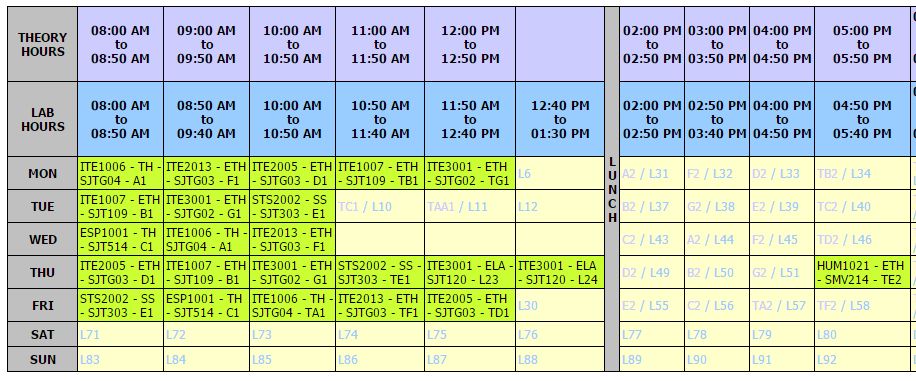 THEORY HOURS 08:00 AM to 08:50 AM 09:00 AM to 09:50 AM 10:00 AM to 10:50 AM 11:00 AM to 11:50 AM 12:00 PM to 12:50 PM 02:00 PM to 02:50 PM 03:00 PM to 03:50 PM 04:00 PM to 04:50 PM 05:00 PM to 05:50 PM
LAB HOURS 08:00 AM to 08:50 AM 08:50 AM to 09:40 AM 10:00 AM to 10:50 AM 10:50 AM to 11:40 AM 11:50 AM to 12:40 PM 12:40 PM to 01:30 PM LUNCH 02:00 PM to 02:50 PM 02:50 PM to 03:40 PM 04:00 PM to 04:50 PM 04:50 PM to 05:40 PM
MON ITE1006 - TH - SJTG04 - A1 ITE2013 - ETH - SJTG03 - F1 ITE2005 - ETH - SJTG03 - D1 ITE1007 - ETH - SJT109 - TB1 ITE3001 - ETH - SJTG02 - TG1 L6 A2 / L31 F2 / L32 D2 / L33 TB2 / L34
TUE ITE1007 - ETH - SJT109 - B1 ITE3001 - ETH - SJTG02 - G1 STS2002 - SS - SJT303 - E1 TC1 / L10 TAA1 / L11 L12 B2 / L37 G2 / L38 E2 / L39 TC2 / L40
WED ESP1001 - TH - SJT514 - C1 ITE1006 - TH - SJTG04 - A1 ITE2013 - ETH - SJTG03 - F1 C2 / L43 A2 / L44 F2 / L45 TD2 / L46
THU ITE2005 - ETH - SJTG03 - D1 ITE1007 - ETH - SJT109 - B1 ITE3001 - ETH - SJTG02 - G1 STS2002 - SS - SJT303 - TE1 ITE3001 - ELA - SJT120 - L23 ITE3001 - ELA - SJT120 - L24 D2 / L49 B2 / L50 G2 / L51 HUM1021 - ETH - SMV214 - TE2
FRI STS2002 - SS - SJT303 - E1 ESP1001 - TH - SJT514 - C1 ITE1006 - TH - SJTG04 - TA1 ITE2013 - ETH - SJTG03 - TF1 ITE2005 - ETH - SJTG03 - TD1 L30 E2 / L55 C2 / L56 TA2 / L57 TF2 / L58
SAT L71 L72 L73 L74 L75 L76 L77 L78 L79 L80
SUN L83 L84 L85 L86 L87 L88 L89 L90 L91 L92